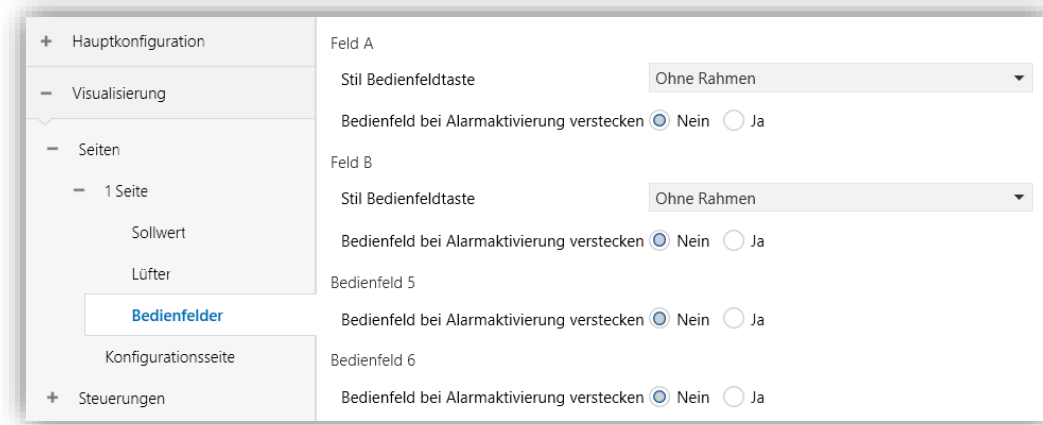 Hauptkonfiguration
Visualisierung
Seiten
1 Seite
Sollwert
Lüfter
Bedienfelder
Konfigurationsseite
Steuerungen
Feld A
Stil Bedienfeldtaste Ohne Rahmen
Bedienfeld bei Alarmaktivierung verstecken Nein Ja
Feld B
Stil Bedienfeldtaste Ohne Rahmen
Bedienfeld bei Alarmaktivierung verstecken Nein Ja
Bedienfeld 5
Bedienfeld bei Alarmaktivierung verstecken Nein Ja
Bedienfeld 6
Bedienfeld bei Alarmaktivierung verstecken Nein Ja